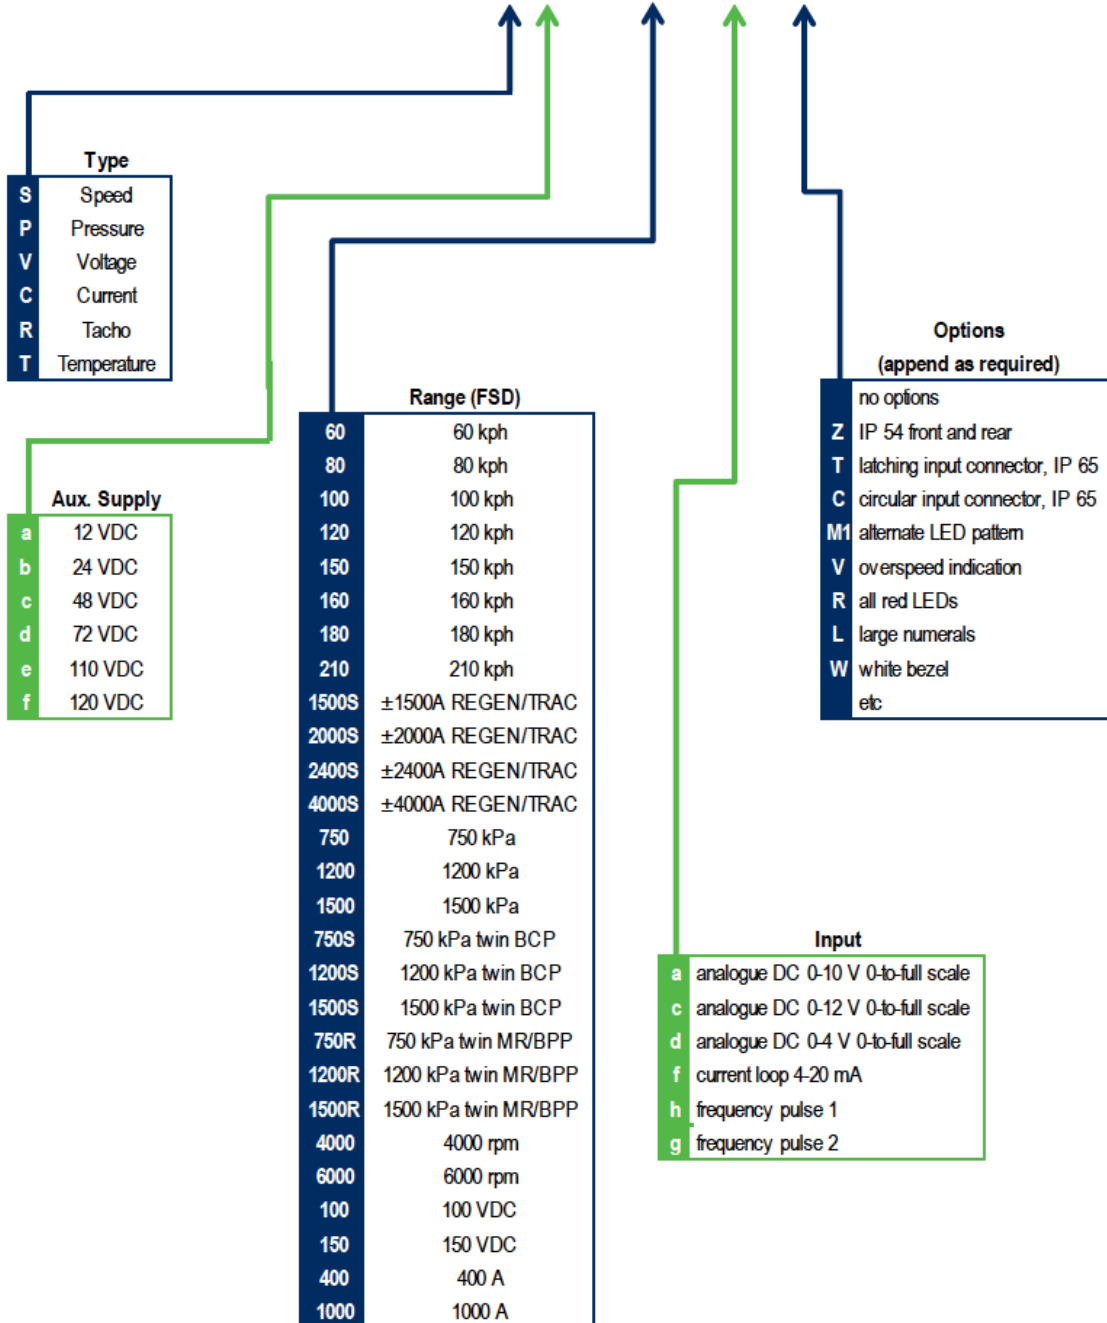 Type
S Speed
P Pressure
V Voltage
C Current
R Tacho
T Temperature
Aux. Supply
a 12 VDC
b 24 VDC
c 48 VDC
d 72 VDC
e 110 VDC
f 120 VDC
Range (FSD)
60 60 kph
80 80 kph
100 100 kph
120 120 kph
150 150 kph
160 160 kph
180 180 kph
210 210 kph
1500S ±1500A REGEN/TRAC
2000S ±2000A REGEN/TRAC
2400S ±2400A REGEN/TRAC
4000S ±4000A REGEN/TRAC
750 750 kPa
1200 1200 kPa
1500 1500 kPa
750S 750 kPa twin BCP
1200S 1200 kPa twin BCP
1500S 1500 kPa twin BCP
750R 750 kPa twin MR/BPP
1200R 1200 kPa twin MR/BPP
1500R 1500 kPa twin MR/BPP
4000 4000 rpm
6000 6000 rpm
100 100 VDC
150 150 VDC
400 400 A
1000 1000 A
Input
a analogue DC 0-10 V 0-to-full scale
c analogue DC 0-12 V 0-to-full scale
d analogue DC 0-4 V 0-to-full scale
f current loop 4-20 mA
h frequency pulse 1
g frequency pulse 2
Options
(append as required)
no options
Z IP 54 front and rear
T latching input connector, IP 65
C circular input connector, IP 65
M1 alternate LED pattern
V overspeed indication
R all red LEDs
L large numerals
W white bezel
etc